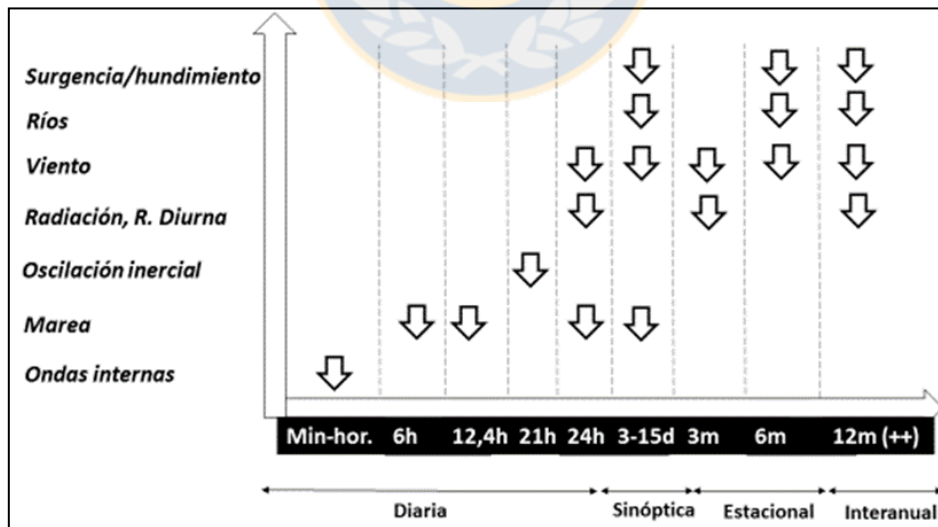 Surgencia/hundimiento
Ríos
Viento
Radiación, R. Diurna
Oscilación inercial
Marea
Ondas internas
Min-hor. 6h 12,4h 21h 24h 3-15d 3m 6m 12m (++)
Diaria Sinóptica Estacional Interanual